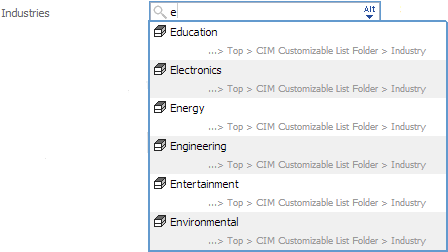 Industries e Alt
Education
...> Top > CIM Customizable List Folder > Industry
Electronics
...> Top > CIM Customizable List Folder > Industry
Energy
...> Top > CIM Customizable List Folder > Industry
Engineering
...> Top > CIM Customizable List Folder > Industry
Entertainment
...> Top > CIM Customizable List Folder > Industry
Environmental
...> Top > CIM Customizable List Folder > Industry